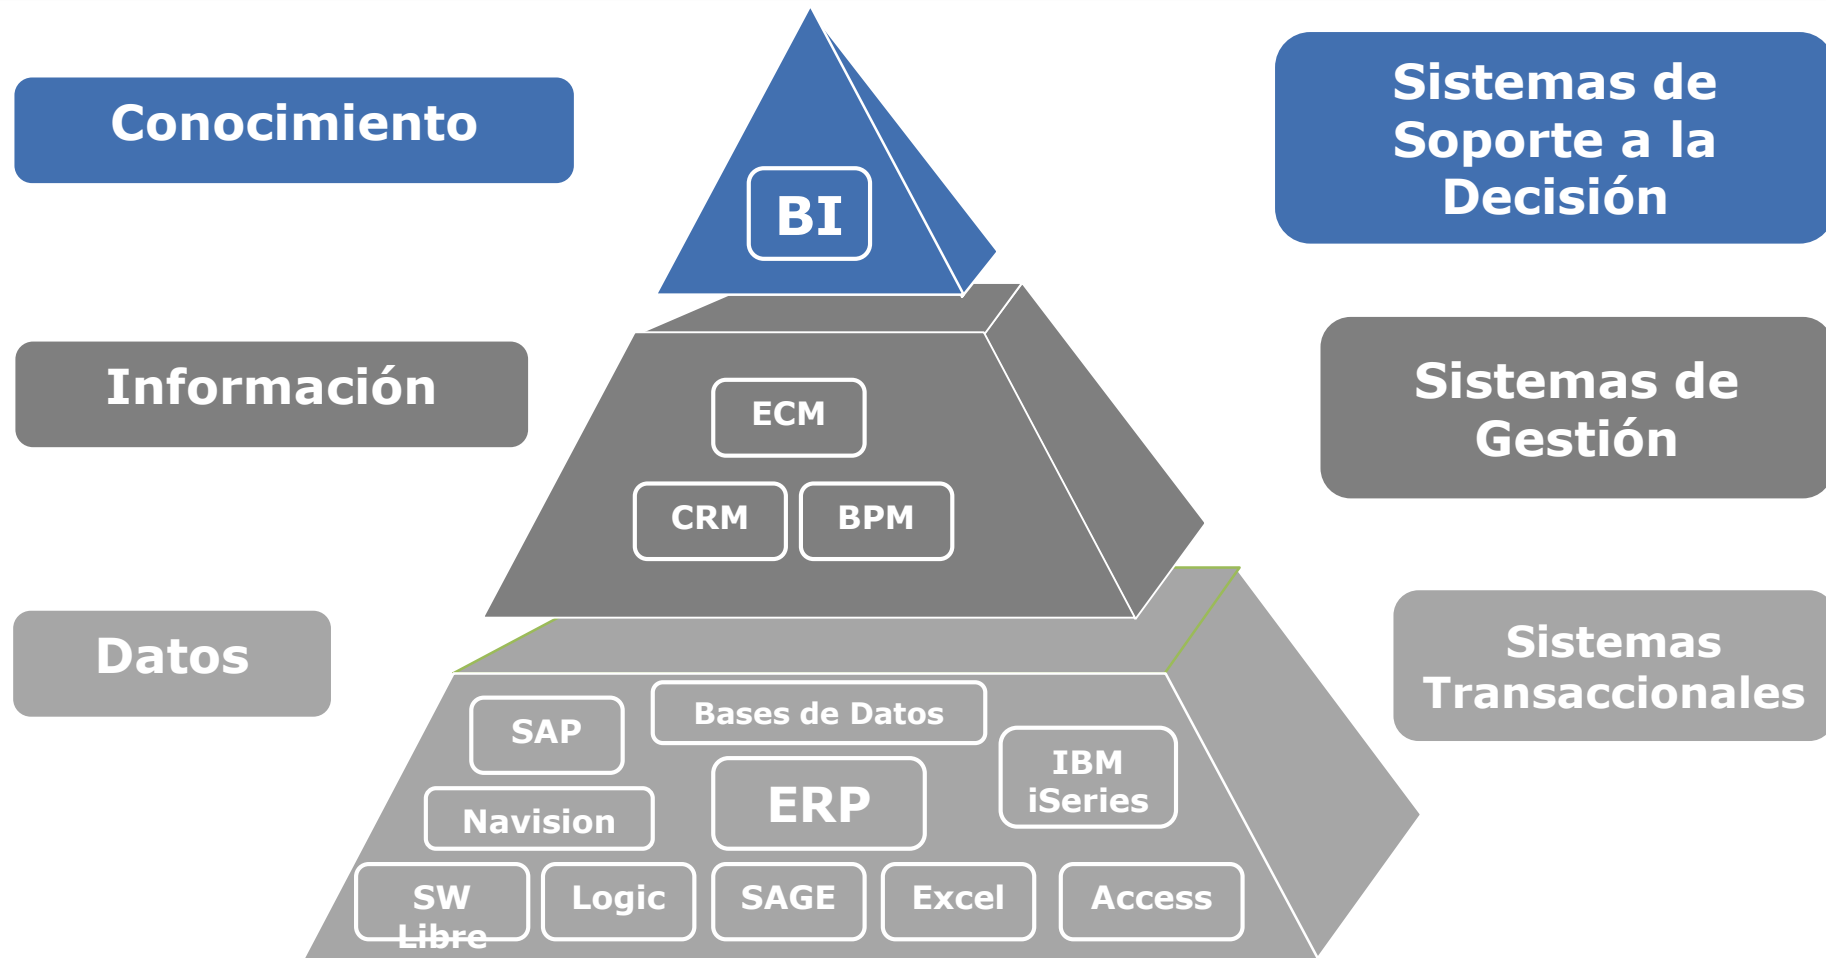 Conocimiento
Sistemas de
Soporte a la
Decisión
BI
Información
Sistemas de
Gestión
ECM
CRM
BPM
Datos
Sistemas
Transaccionales
SAP
Bases de Datos
IBM
iSeries
Navision
ERP
SW
Libre
Logic
SAGE
Excel
Access